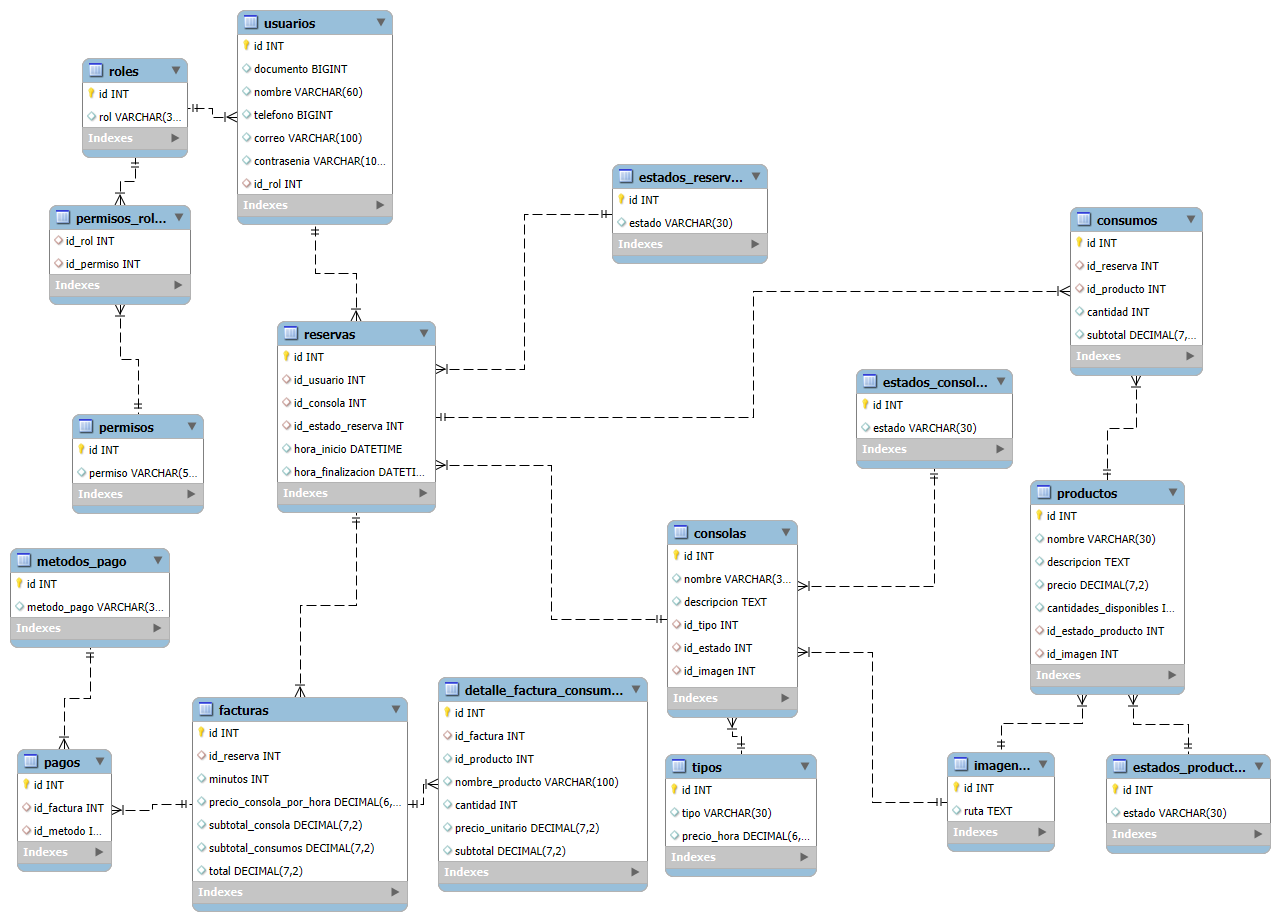 usuarios
id INT
documento BIGINT
nombre VARCHAR(60)
telefono BIGINT
correo VARCHAR(100)
contrasenia VARCHAR(10...
id_rol INT
Indexes
roles
id INT
rol VARCHAR(3...
Indexes
permisos_rol...
id_rol INT
id_permiso INT
Indexes
permisos
id INT
permiso VARCHAR(5...
Indexes
estados_reserv...
id INT
estado VARCHAR(30)
Indexes
reservas
id INT
id_usuario INT
id_consola INT
id_estado_reserva INT
hora_inicio DATETIME
hora_finalizacion DATETI...
Indexes
consumos
id INT
id_reserva INT
id_producto INT
cantidad INT
subtotal DECIMAL(7,...
Indexes
estados_consol...
id INT
estado VARCHAR(30)
Indexes
productos
id INT
nombre VARCHAR(30)
descripcion TEXT
precio DECIMAL(7,2)
cantidades_disponibles I...
id_estado_producto INT
id_imagen INT
Indexes
consolas
id INT
nombre VARCHAR(3...
descripcion TEXT
id_tipo INT
id_estado INT
id_imagen INT
Indexes
metodos_pago
id INT
metodo_pago VARCHAR(3...
Indexes
pagos
id INT
id_factura INT
id_metodo I...
Indexes
facturas
id INT
id_reserva INT
minutos INT
precio_consola_por_hora DECIMAL(6,...
subtotal_consola DECIMAL(7,2)
subtotal_consumos DECIMAL(7,2)
total DECIMAL(7,2)
Indexes
detalle_factura_consum...
id INT
id_factura INT
id_producto INT
nombre_producto VARCHAR(100)
cantidad INT
precio_unitario DECIMAL(7,2)
subtotal DECIMAL(7,2)
Indexes
tipos
id INT
tipo VARCHAR(30)
precio_hora DECIMAL(6,...
Indexes
imagen...
id INT
ruta TEXT
Indexes
estados_product...
id INT
estado VARCHAR(30)
Indexes